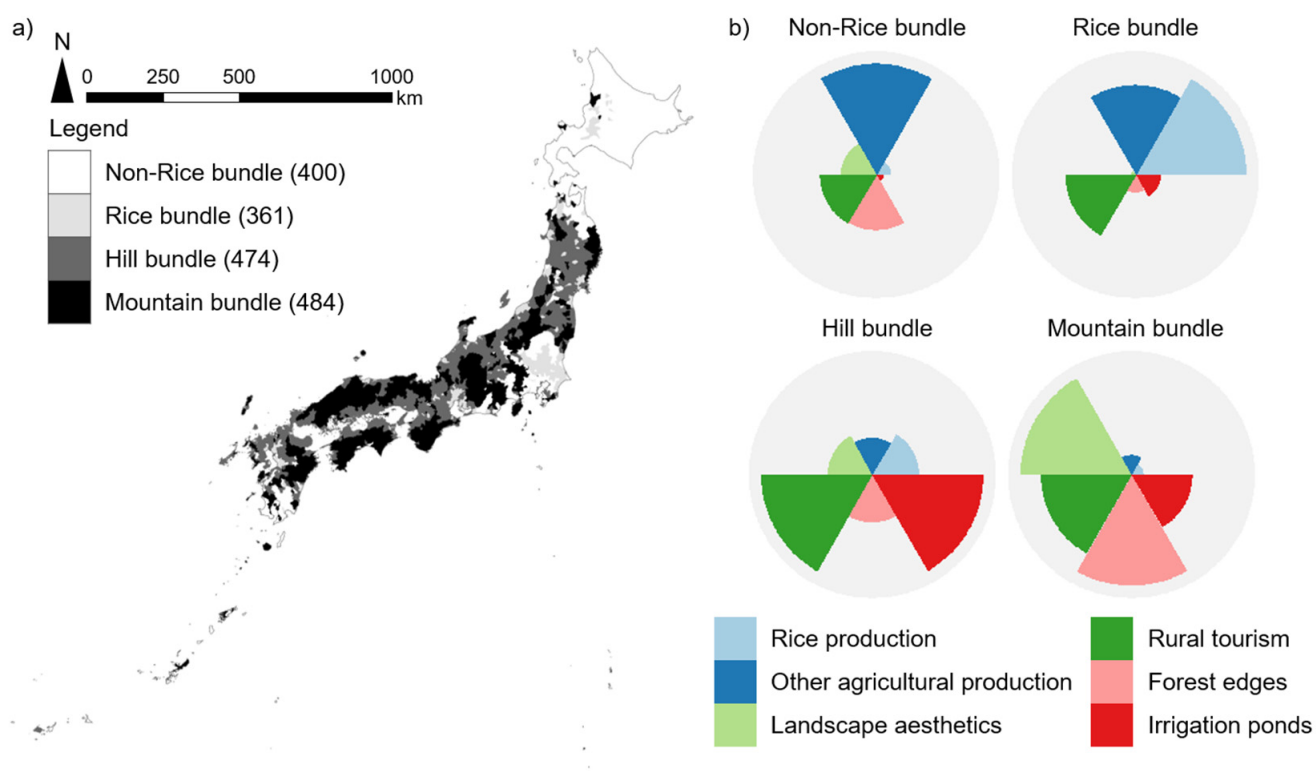 a)
N
0 250 500 1000
km
Legend
Non-Rice bundle (400)
Rice bundle (361)
Hill bundle (474)
Mountain bundle (484)
b)
Non-Rice bundle
Rice bundle
Hill bundle
Mountain bundle
Rice production
Other agricultural production
Landscape aesthetics
Rural tourism
Forest edges
Irrigation ponds